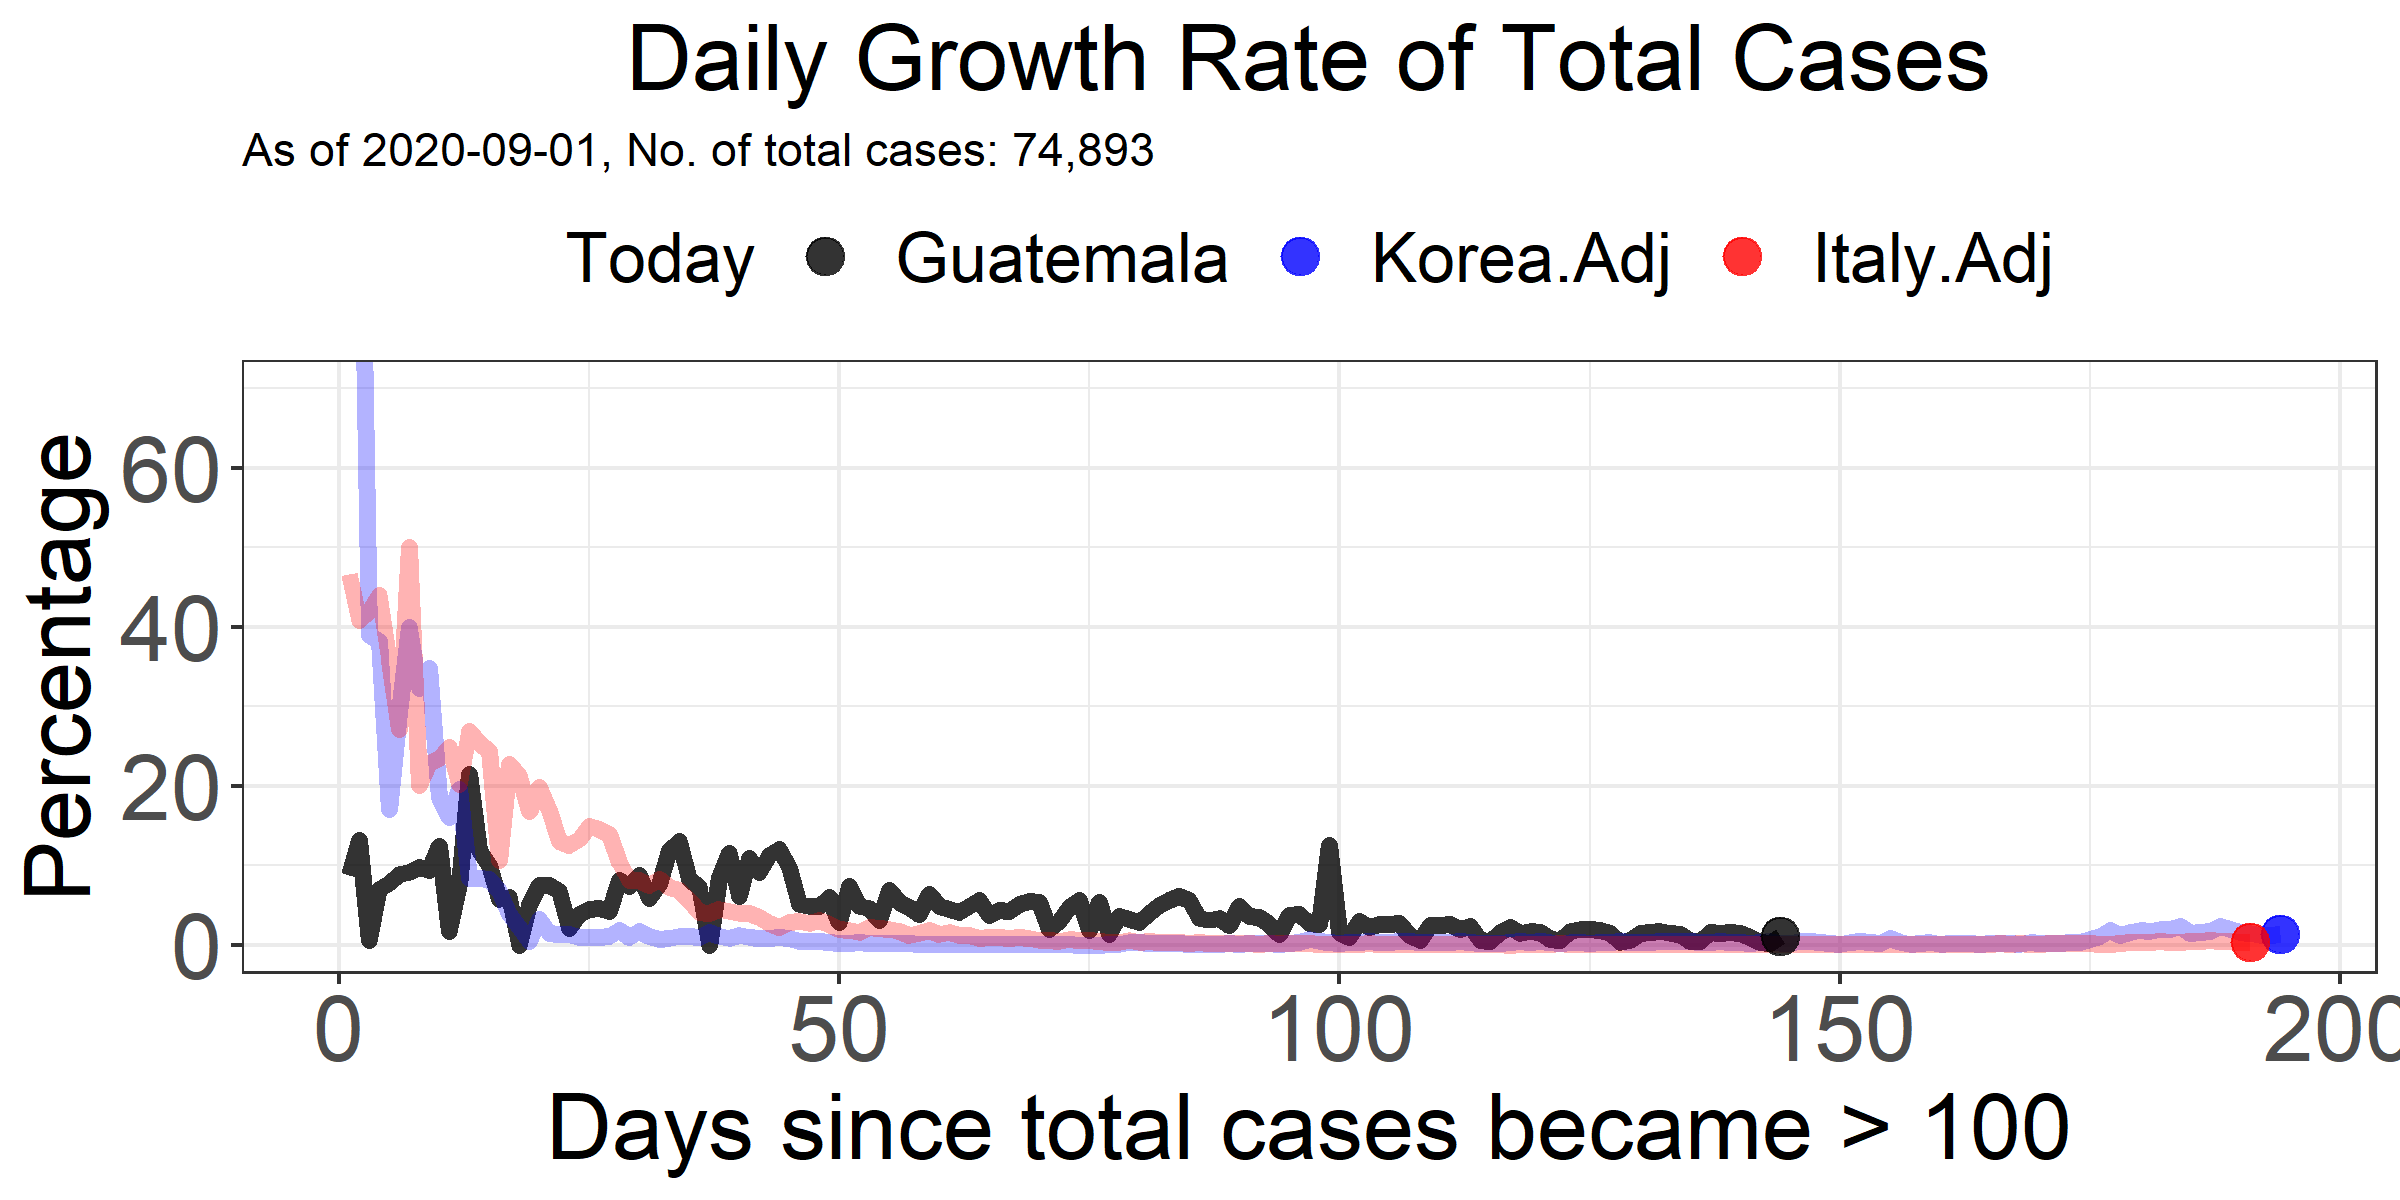 Daily Growth Rate of Total Cases
As of 2020-09-01, No. of total cases: 74,893
Today Guatemala Korea.Adj Italy.Adj
Percentage
60
40
20
0
0 50 100 150 200
Days since total cases became > 100